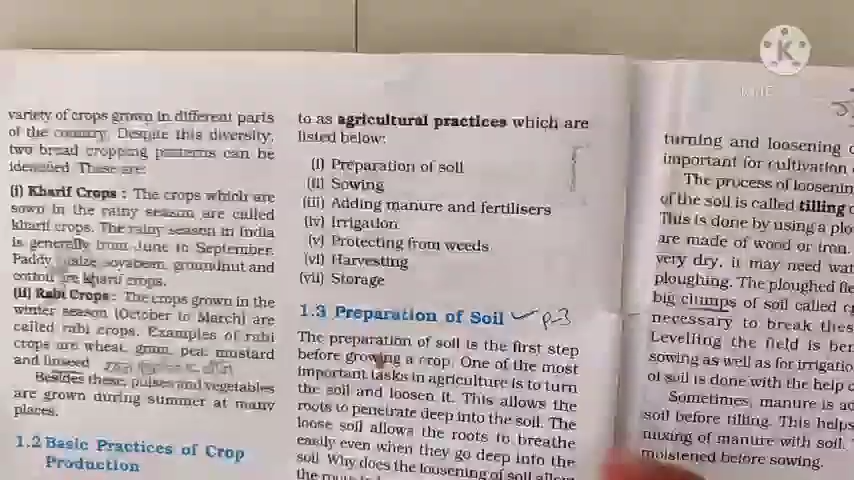 variety of crops grown in different parts
of the country. Despite this diversity,
two broad cropping patterns can be
identified. These are:
(i) Kharif Crops : The crops which are
sown in the rainy season are called
kharif crops. The rainy season in India
is generally from June to September.
Paddy, maize, soyabean, groundnut and
cotton are kharif crops.
(ii) Rabi Crops : The crops grown in the
winter season (October to March) are
called rabi crops. Examples of rabi
crops are wheat, gram, pea, mustard
and linseed
Besides these, pulses and vegetables
are grown during summer at many
places.
1.2 Basic Practices of Crop
Production
to as agricultural practices which are
listed below:
(i) Preparation of soil
(ii) Sowing
(iii) Adding manure and fertilisers
(iv) Irrigation
(v) Protecting from weeds
(vi) Harvesting
(vii) Storage
1.3 Preparation of Soil p-3
The preparation of soil is the first step
before growing a crop. One of the most
important tasks in agriculture is to turn
the soil and loosen it. This allows the
roots to penetrate deep into the soil. The
loose soil allows the roots to breathe
easily even when they go deep into the
soil. Why does the loosening of soil allow
the roots
turning and loosening
important for cultivation
The process of loosenin
of the soil is called tilling
This is done by using a plo
are made of wood or iron.
very dry, it may need wat
ploughing. The ploughed fie
big clumps of soil called
necessary to break thes
Levelling the field is ben
sowing as well as for irrigatio
of soil is done with the help
Sometimes, manure is ad
soil before tilling. This helps
mixing of manure with soil.
moistened before sowing.
K